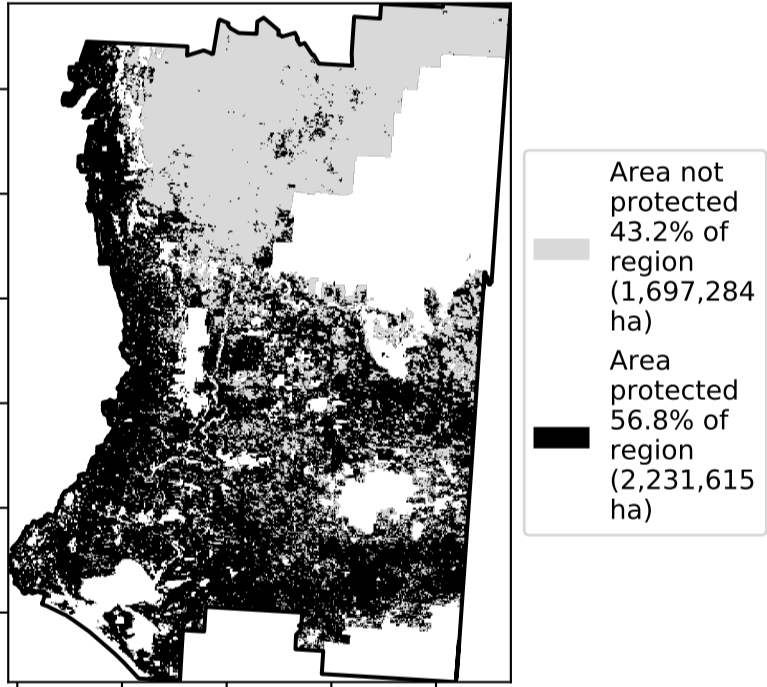 Area not
protected
43.2% of
region
(1,697,284
ha)
Area
protected
56.8% of
region
(2,231,615
ha)